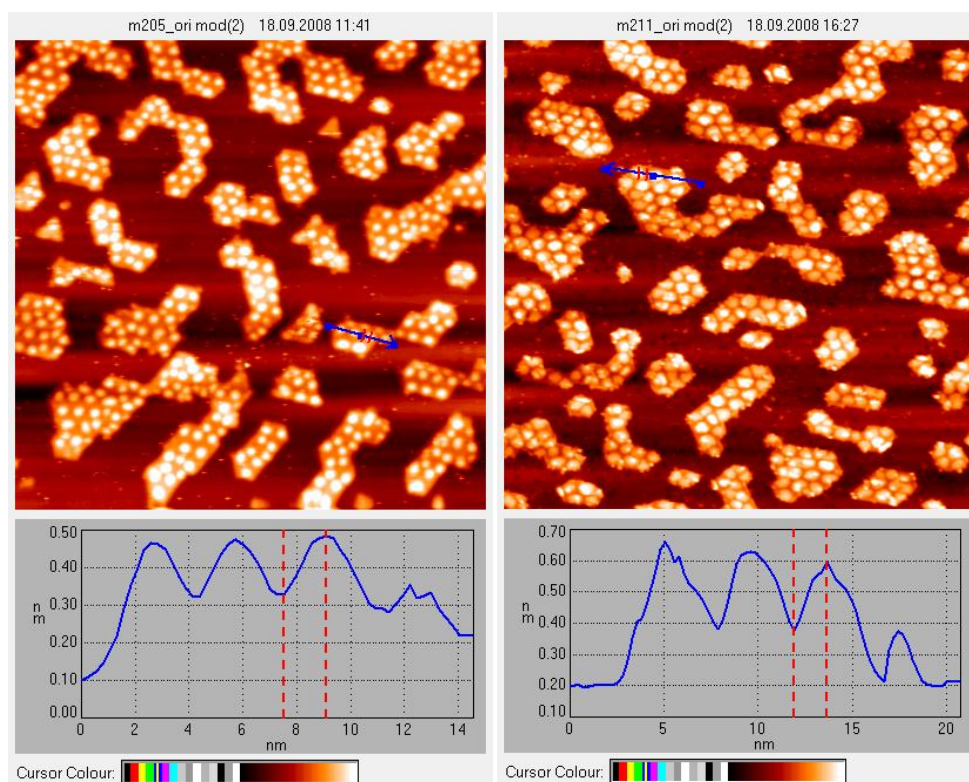 m205_ori mod(2) 18.09.2008 11:41
0.50
0.40
0.30
0.20
0.10
0.00
nm
0 2 4 6 8 10 12 14
nm
Cursor Colour:
m211_ori mod(2) 18.09.2008 16:27
0.70
0.60
0.50
0.40
0.30
0.20
0.10
nm
0 5 10 15 20
nm
Cursor Colour: